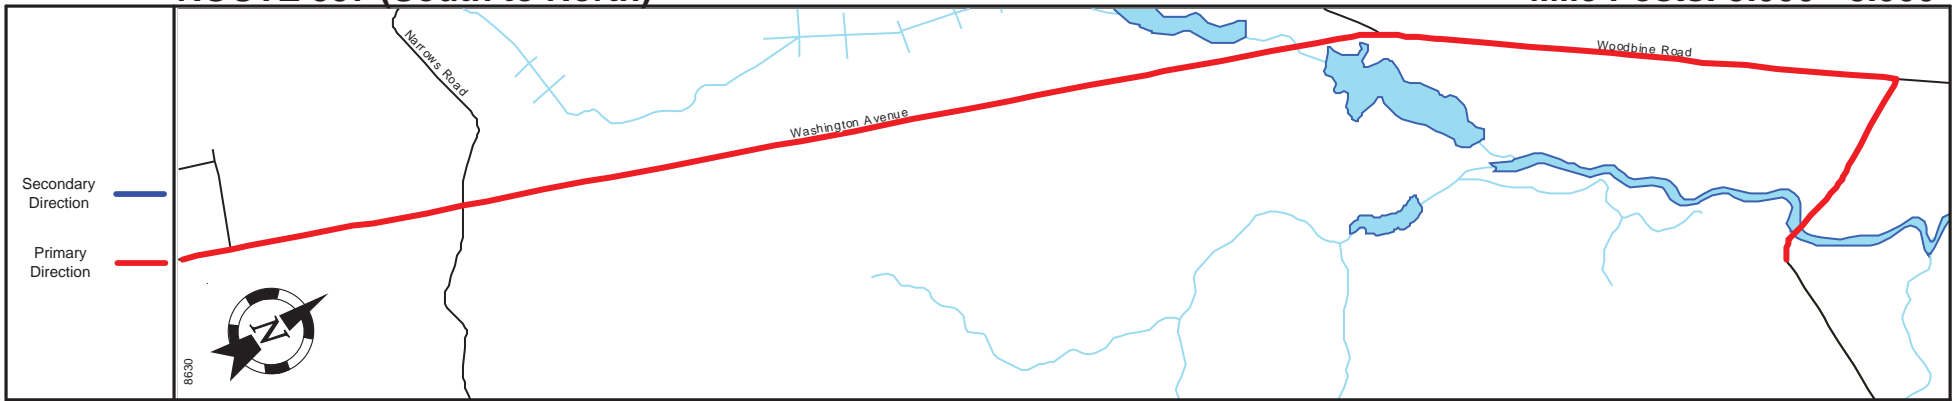 Narrows Road
Washington Avenue
Woodbine Road
Secondary
Direction
Primary
Direction
N
8630